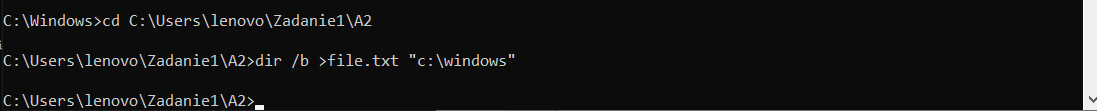 C:\Windows>cd C:\Users\lenovo\Zadanie1\A2
C:\Users\lenovo\Zadanie1\A2>dir /b >file.txt "c:\windows"
C:\Users\lenovo\Zadanie1\A2>